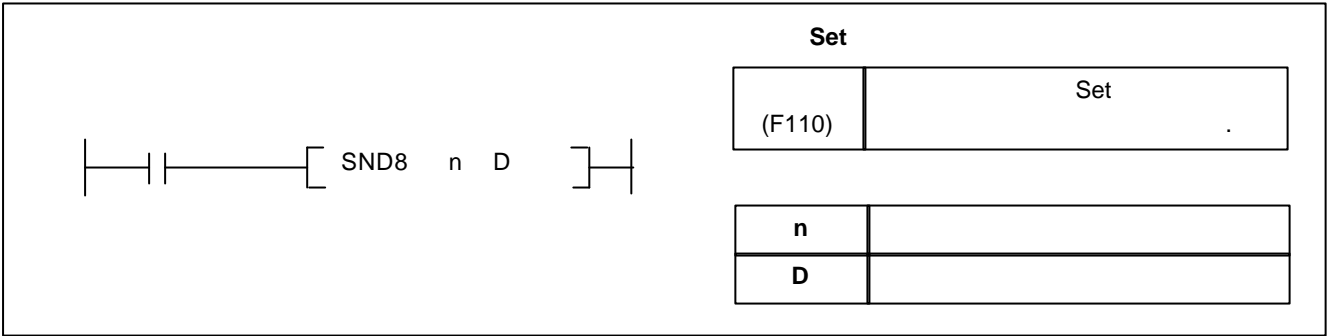 SND8 n D
Set
Set
(F110) .
n
D